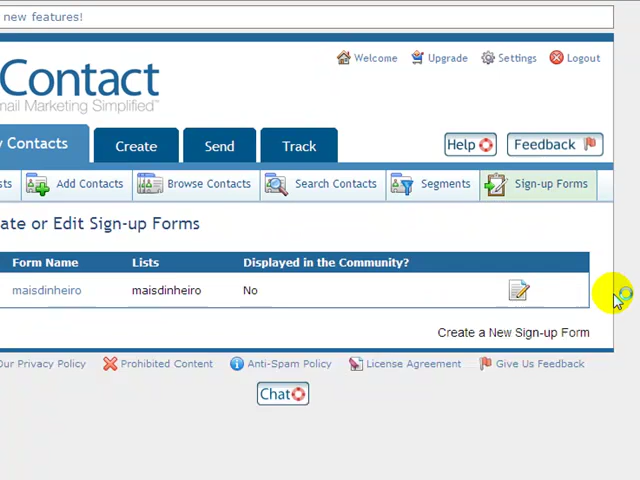 new features!
Welcome Upgrade Settings Logout
Contact
mail Marketing Simplified™
Contacts Create Send Track Help Feedback
Add Contacts Browse Contacts Search Contacts Segments Sign-up Forms
ate or Edit Sign-up Forms
Form Name Lists Displayed in the Community?
maisdinheiro maisdinheiro No
Create a New Sign-up Form
Our Privacy Policy Prohibited Content Anti-Spam Policy License Agreement Give Us Feedback
Chat